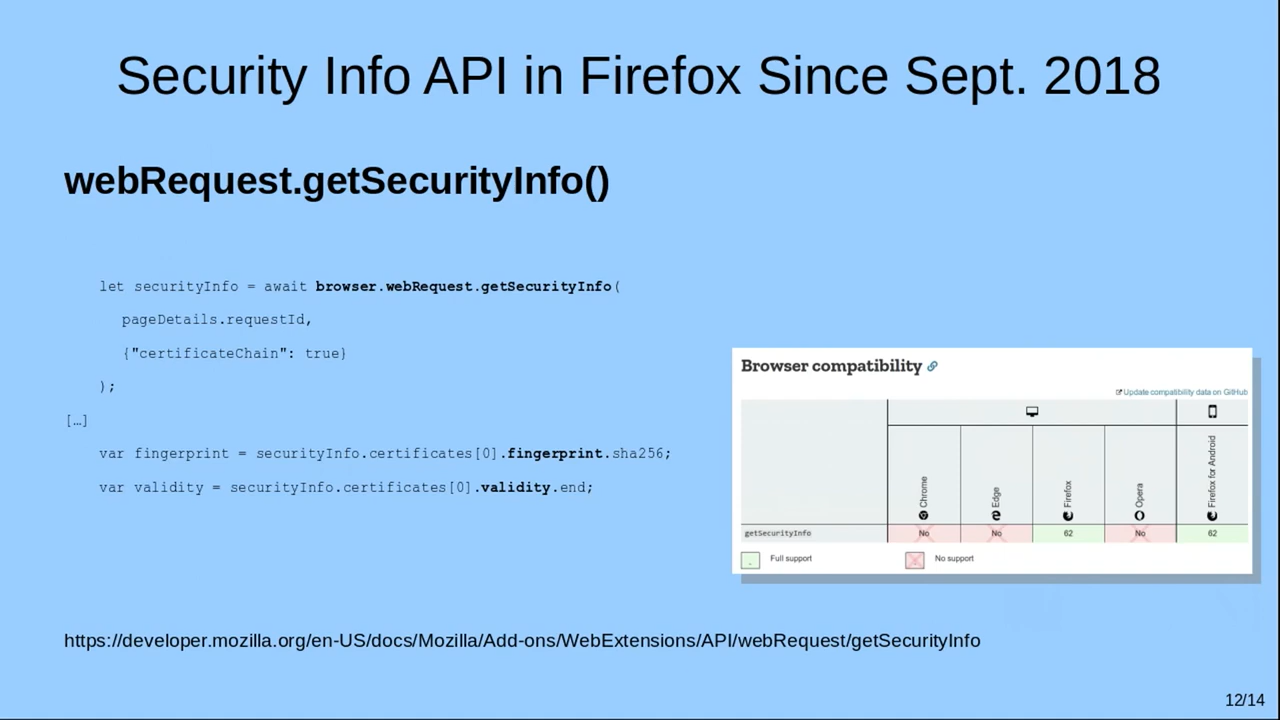 Security Info API in Firefox Since Sept. 2018
webRequest.getSecurityInfo()
let securityInfo = await browser.webRequest.getSecurityInfo(
pageDetails.requestId,
{"certificateChain": true}
);
[…]
var fingerprint = securityInfo.certificates[0].fingerprint.sha256;
var validity = securityInfo.certificates[0].validity.end;
Browser compatibility
Update compatibility data on GitHub
Chrome
Edge
Firefox
Opera
Firefox for Android
getSecurityInfo No No 62 No 62
Full support No support
https://developer.mozilla.org/en-US/docs/Mozilla/Add-ons/WebExtensions/API/webRequest/getSecurityInfo
12/14